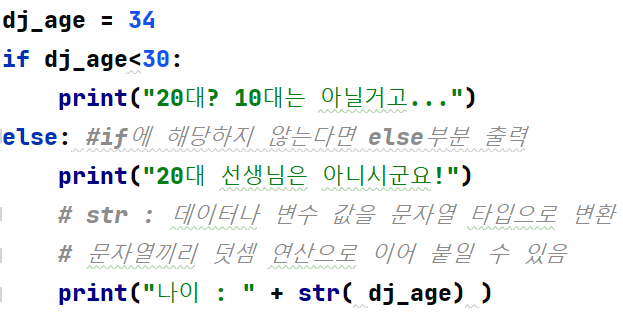 dj_age = 34
if dj_age<30:
    print("20대? 10대는 아닐거고...")
else: #if에 해당하지 않는다면 else부분 출력
    print("20대 선생님은 아니시군요!")
    # str : 데이터나 변수 값을 문자열 타입으로 변환
    # 문자열끼리 덧셈 연산으로 이어 붙일 수 있음
    print("나이 : " + str( dj_age) )